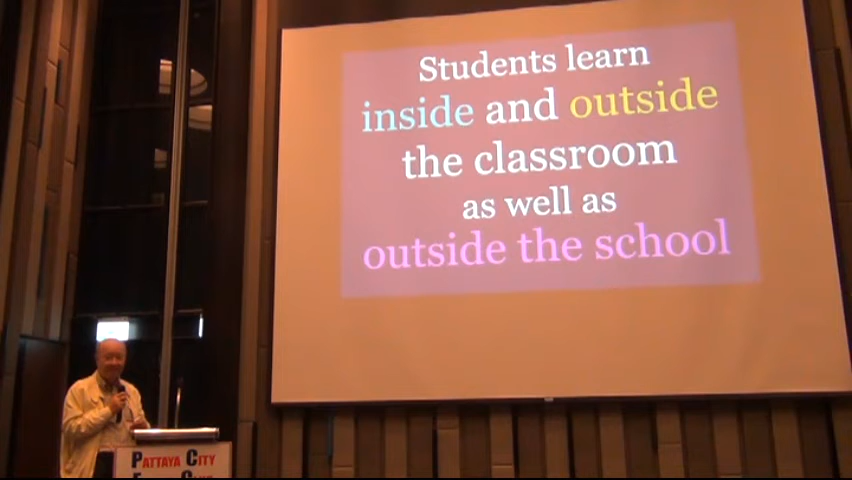 Students learn
inside and outside
the classroom
as well as
outside the school
PATTAYA CITY